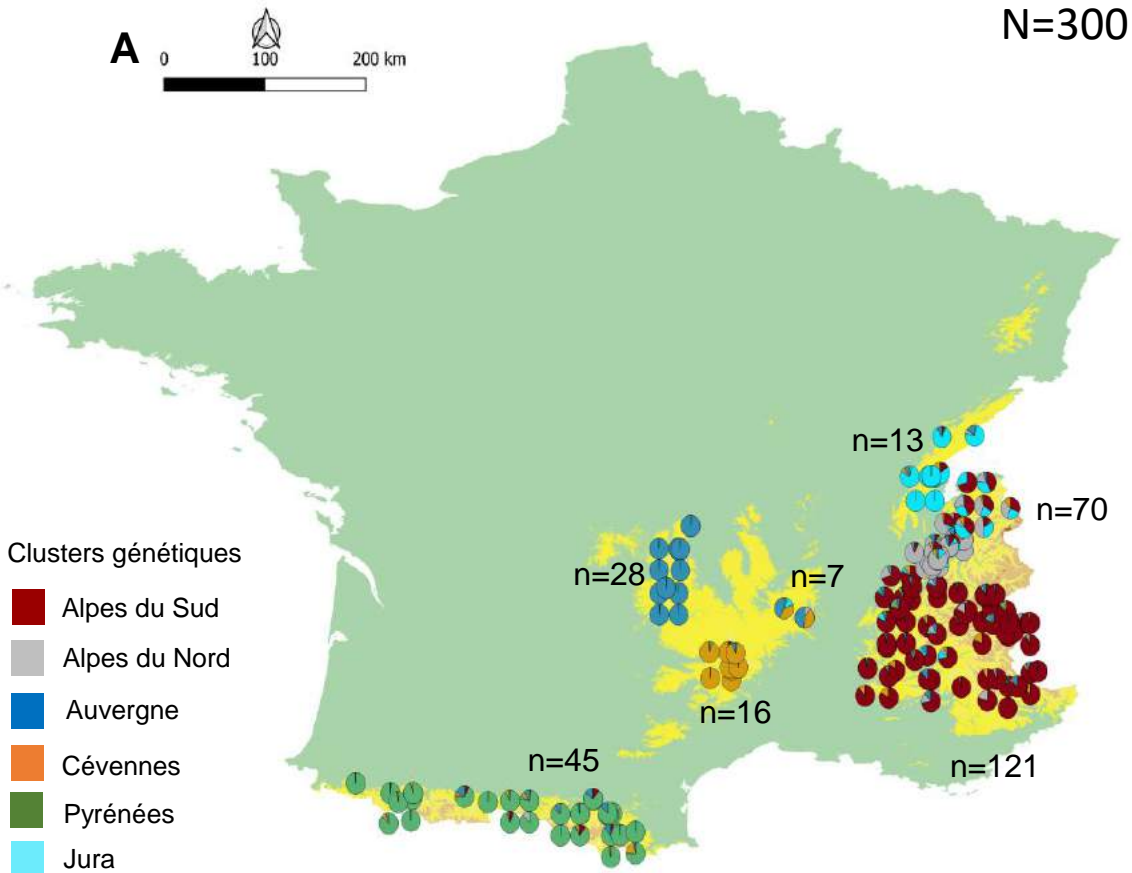 N=300
A
0 100 200 km
n=13
n=70
n=28
n=7
n=16
n=45
n=121
Clusters génétiques
Alpes du Sud
Alpes du Nord
Auvergne
Cévennes
Pyrénées
Jura